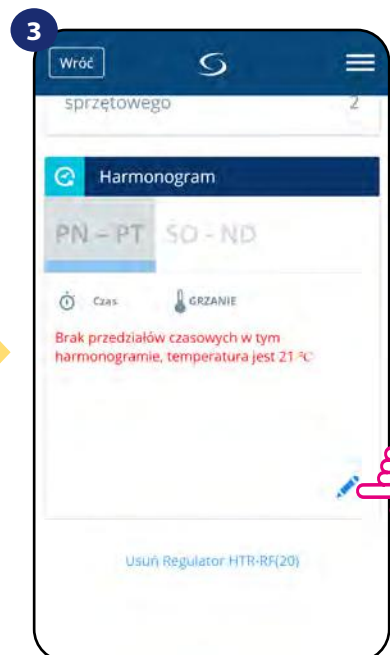 3
Wróć
sprzętowego 2
Harmonogram
PN - PT SO - ND
Czas GRZANIE
Brak przedziałów czasowych w tym
harmonogramie, temperatura jest 21 °C
Usuń Regulator HTR-RF(20)